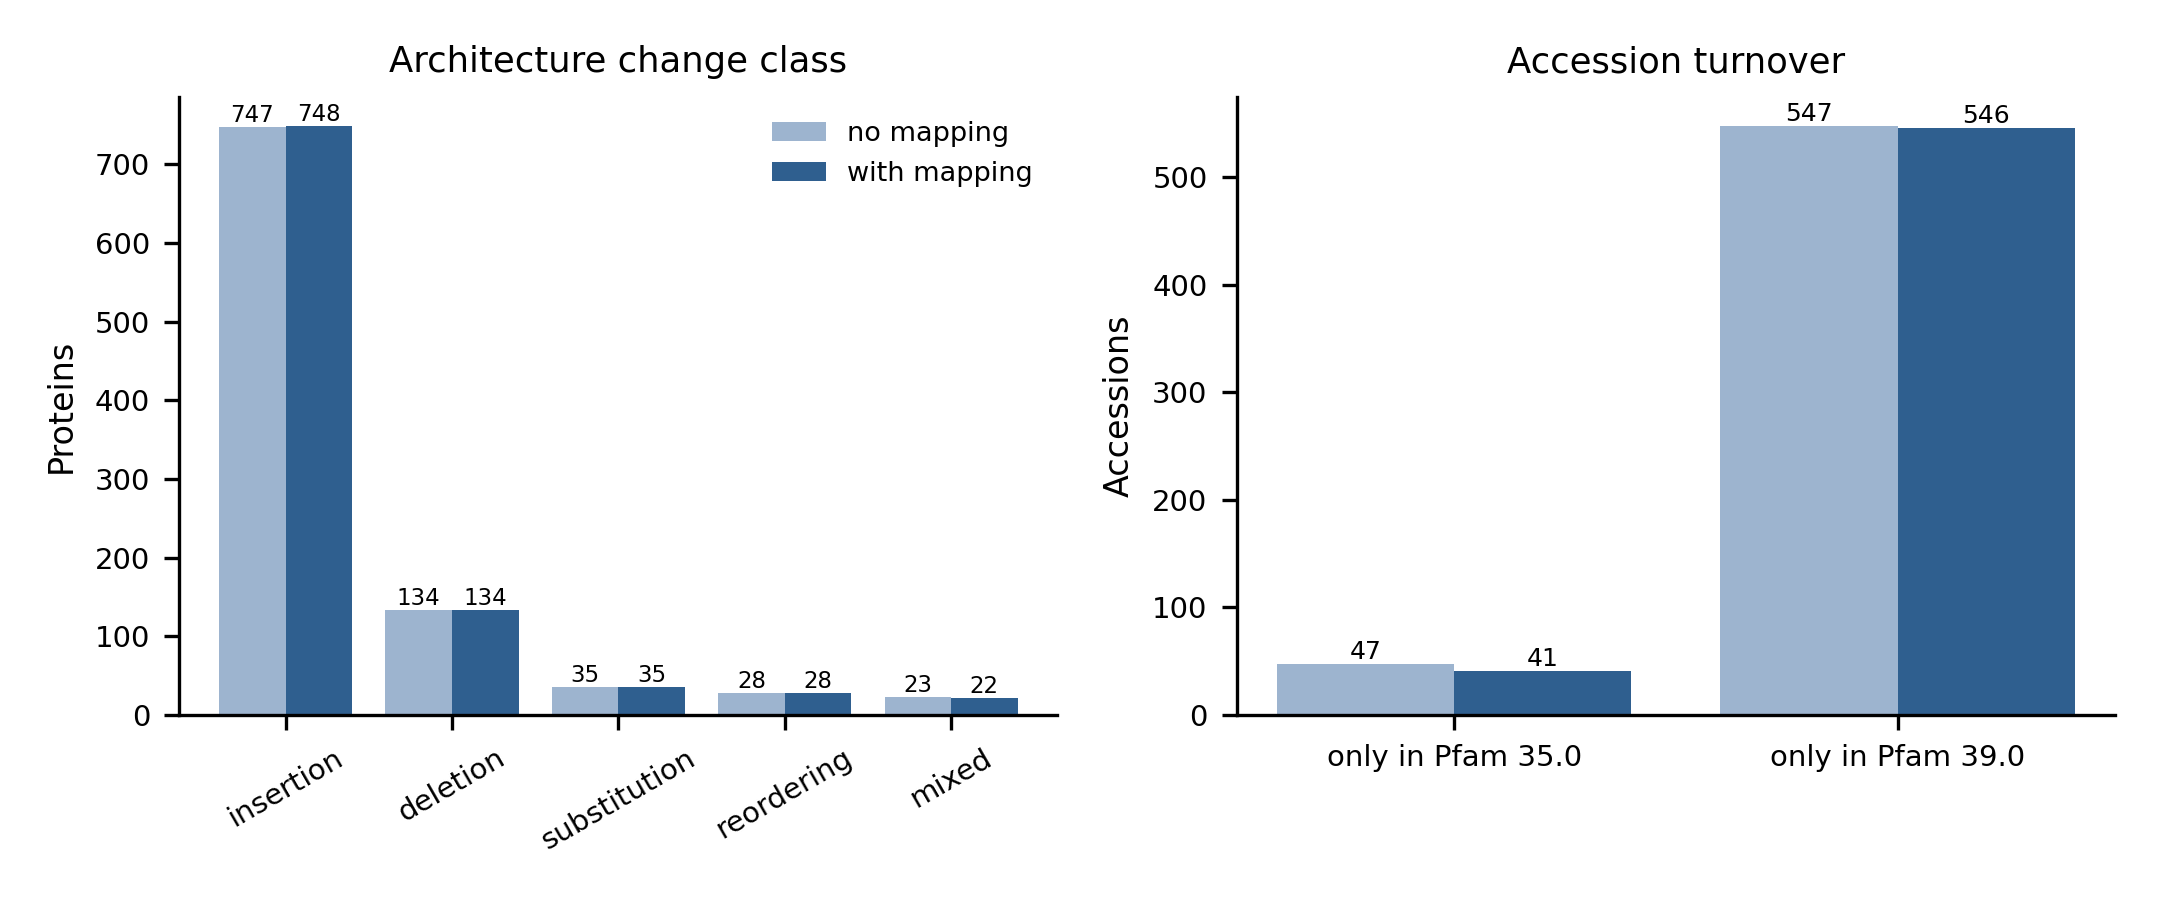 Architecture change class
747 748
no mapping
with mapping
700
600
500
400
300
200
100
0
Proteins
134 134
35 35
28 28
23 22
insertion
deletion
substitution
reordering
mixed
Accession turnover
547 546
500
400
300
200
100
0
Accessions
47 41
only in Pfam 35.0
only in Pfam 39.0